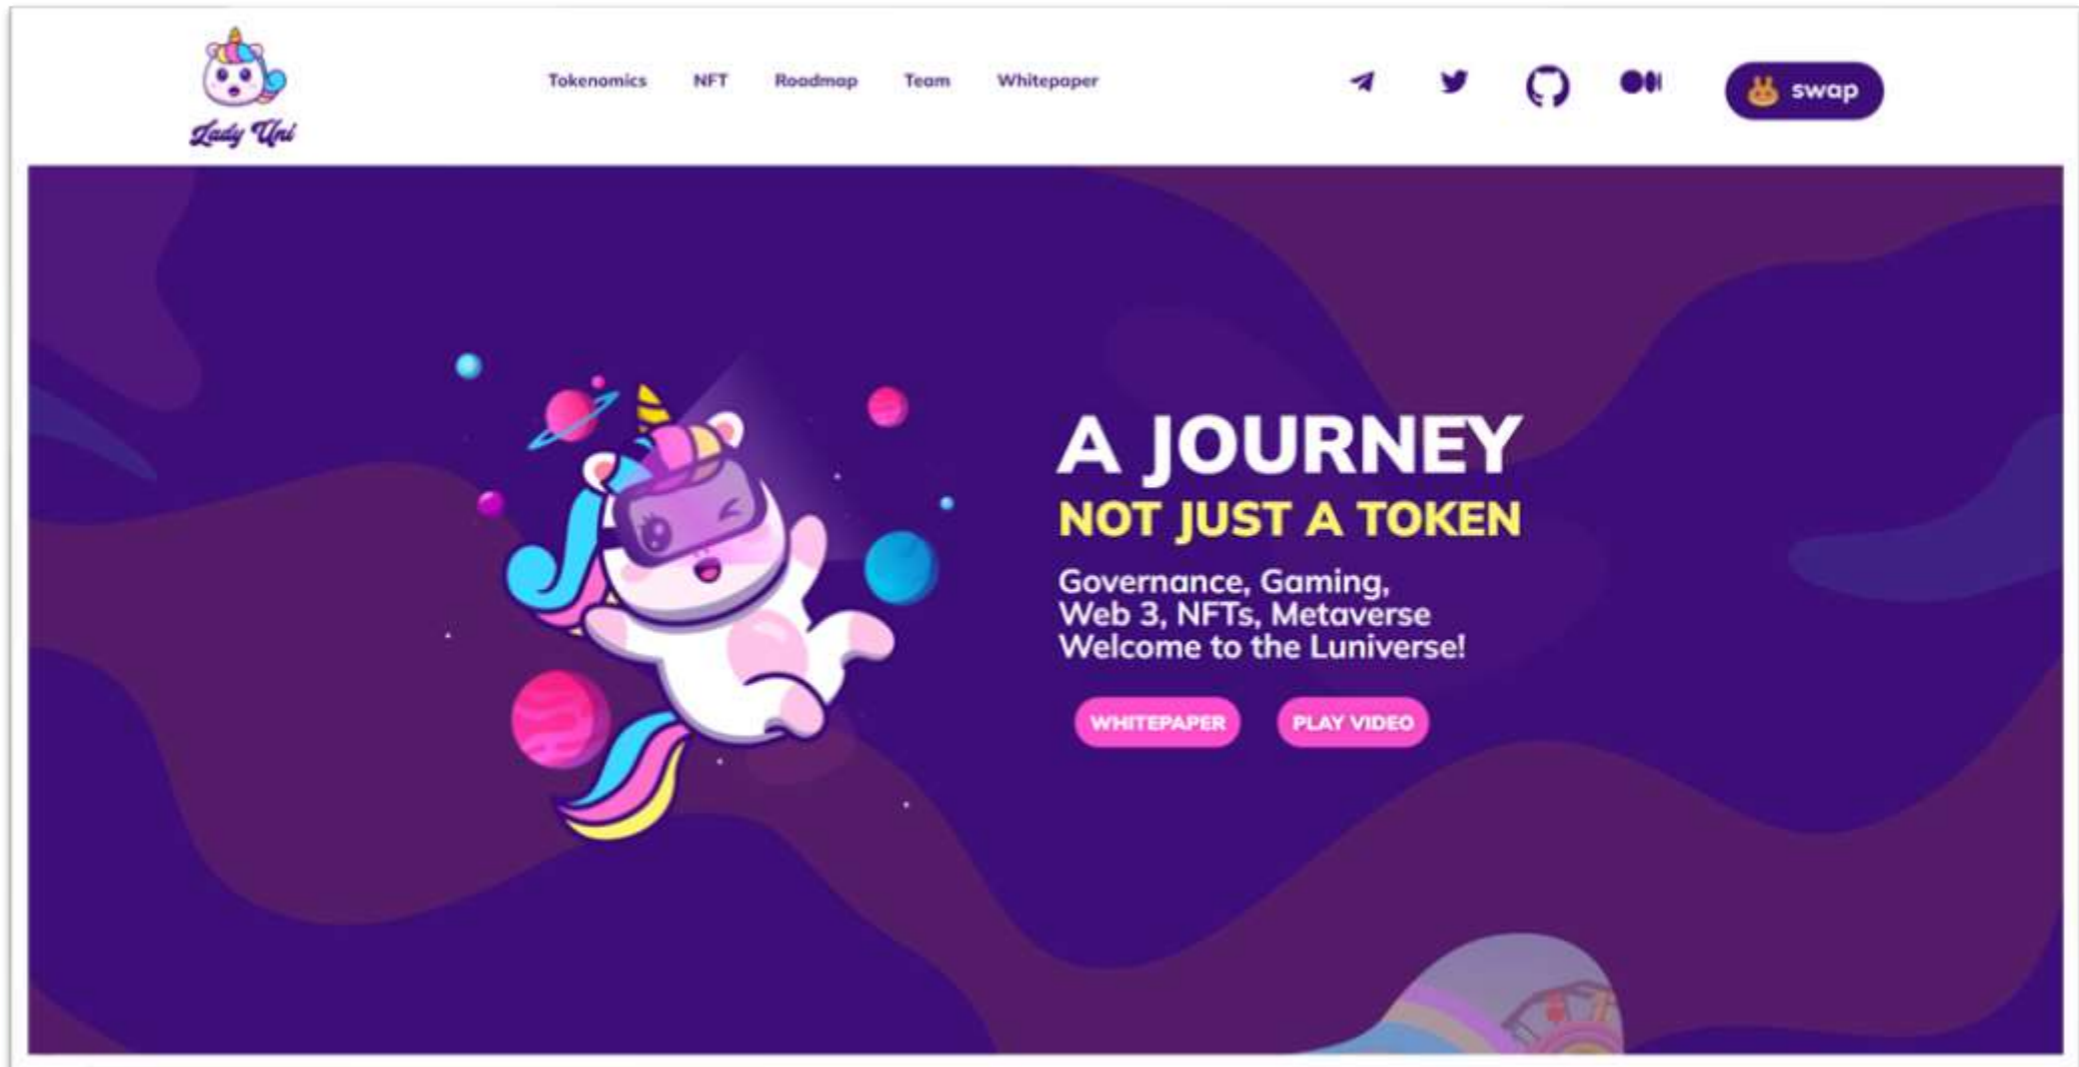 Lady Uni
Tokenomics NFT Roadmap Team Whitepaper
swap
A JOURNEY
NOT JUST A TOKEN
Governance, Gaming,
Web 3, NFTs, Metaverse
Welcome to the Luniverse!
WHITEPAPER PLAY VIDEO